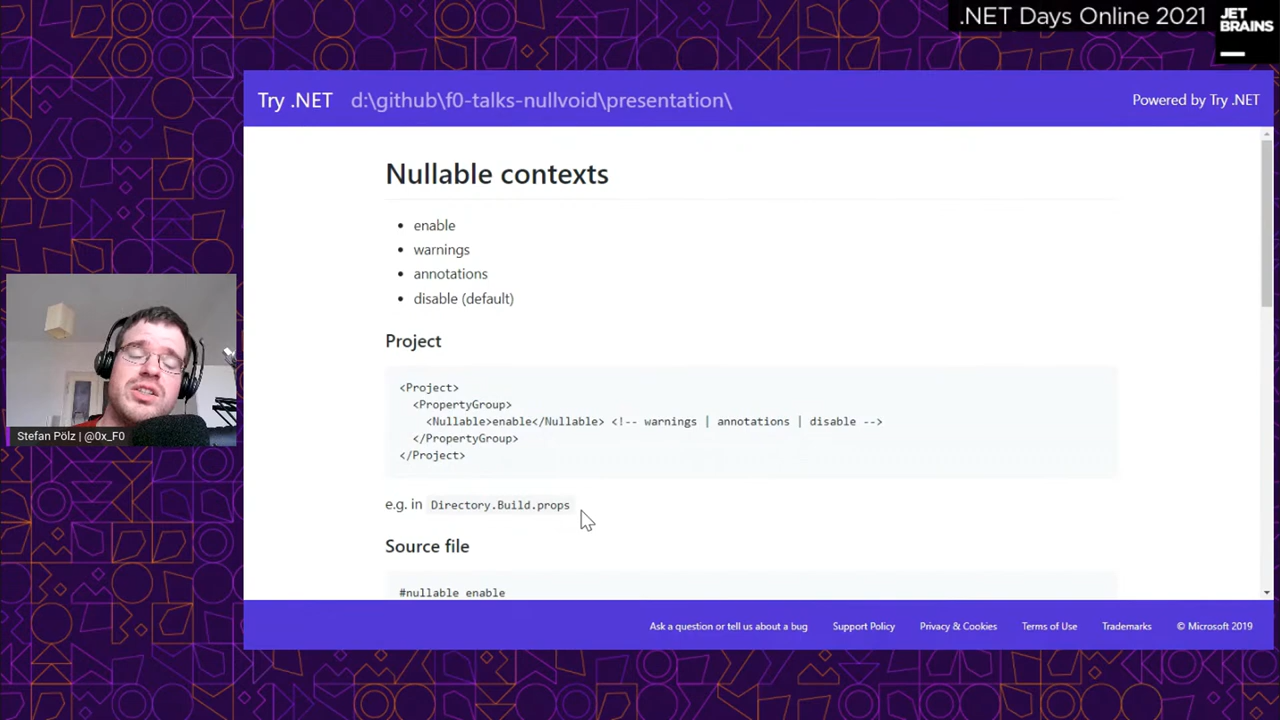 .NET Days Online 2021
JET
BRAINS
Try .NET d:\github\f0-talks-nullvoid\presentation\
Powered by Try .NET
Nullable contexts
enable
warnings
annotations
disable (default)
Project
<Project>
<PropertyGroup>
<Nullable>enable</Nullable> <!-- warnings | annotations | disable -->
</PropertyGroup>
</Project>
e.g. in Directory.Build.props
Source file
#nullable enable
Stefan Pölz | @0x_F0
Ask a question or tell us about a bug Support Policy Privacy & Cookies Terms of Use Trademarks © Microsoft 2019